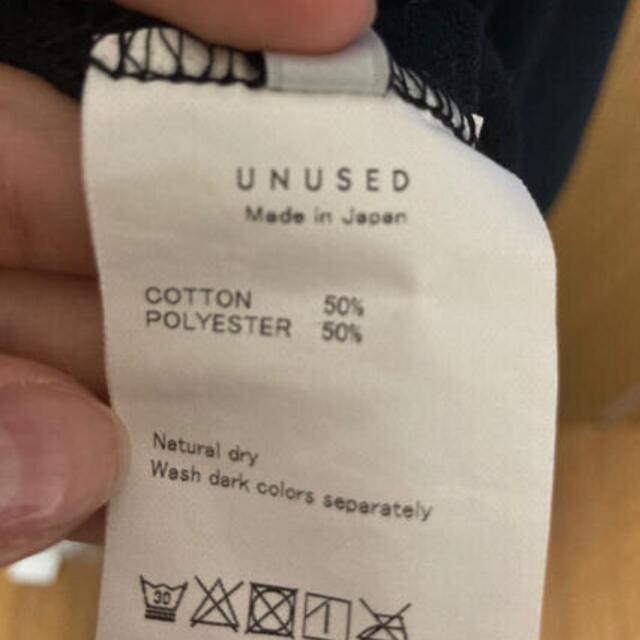 UNUSED
Made in Japan
COTTON 50%
POLYESTER 50%
Natural dry
Wash dark colors separately
30